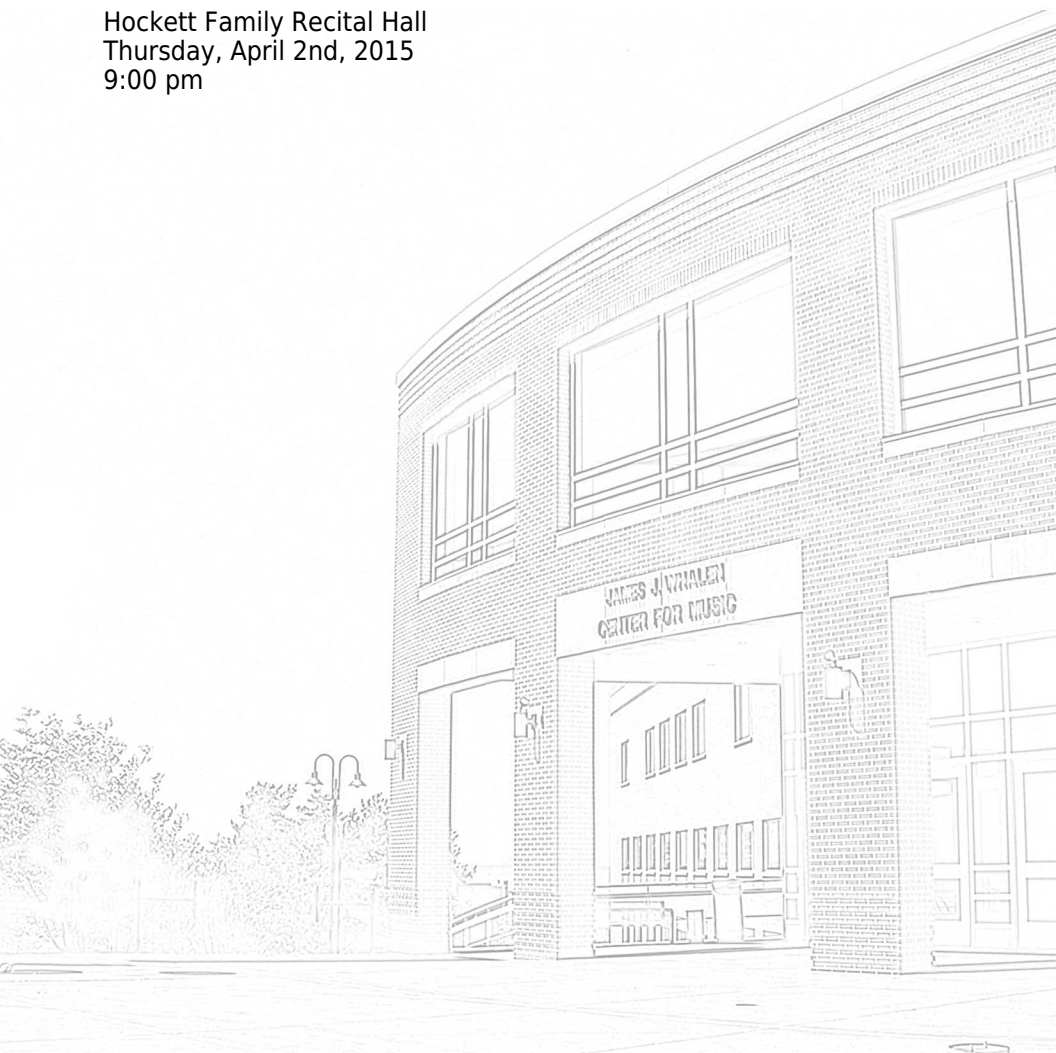 Hockett Family Recital Hall
Thursday, April 2nd, 2015
9:00 pm
JAMES J. WHALEN
CENTER FOR MUSIC